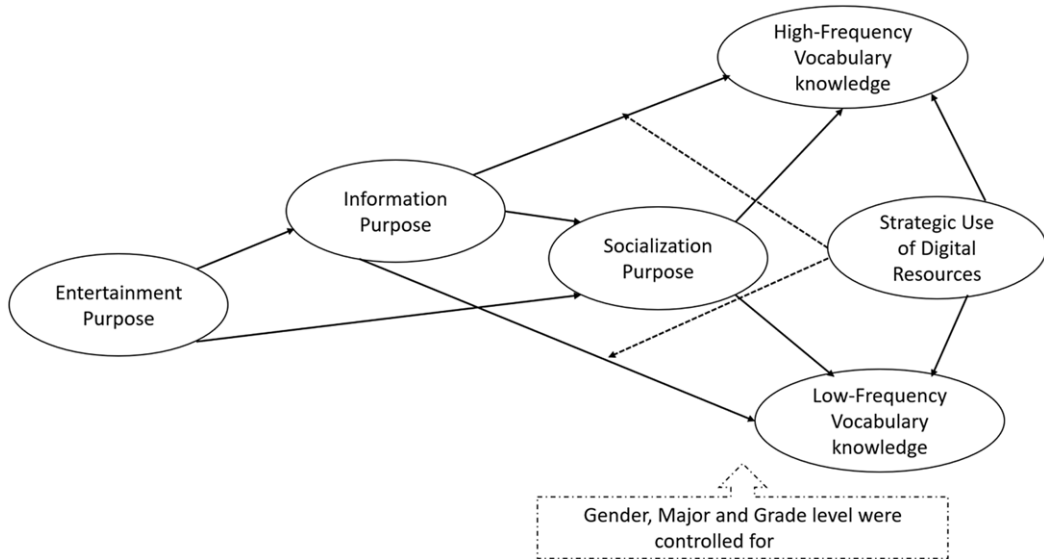 High-Frequency
Vocabulary
knowledge
Information
Purpose
Socialization
Purpose
Strategic Use
of Digital
Resources
Entertainment
Purpose
Low-Frequency
Vocabulary
knowledge
Gender, Major and Grade level were
controlled for